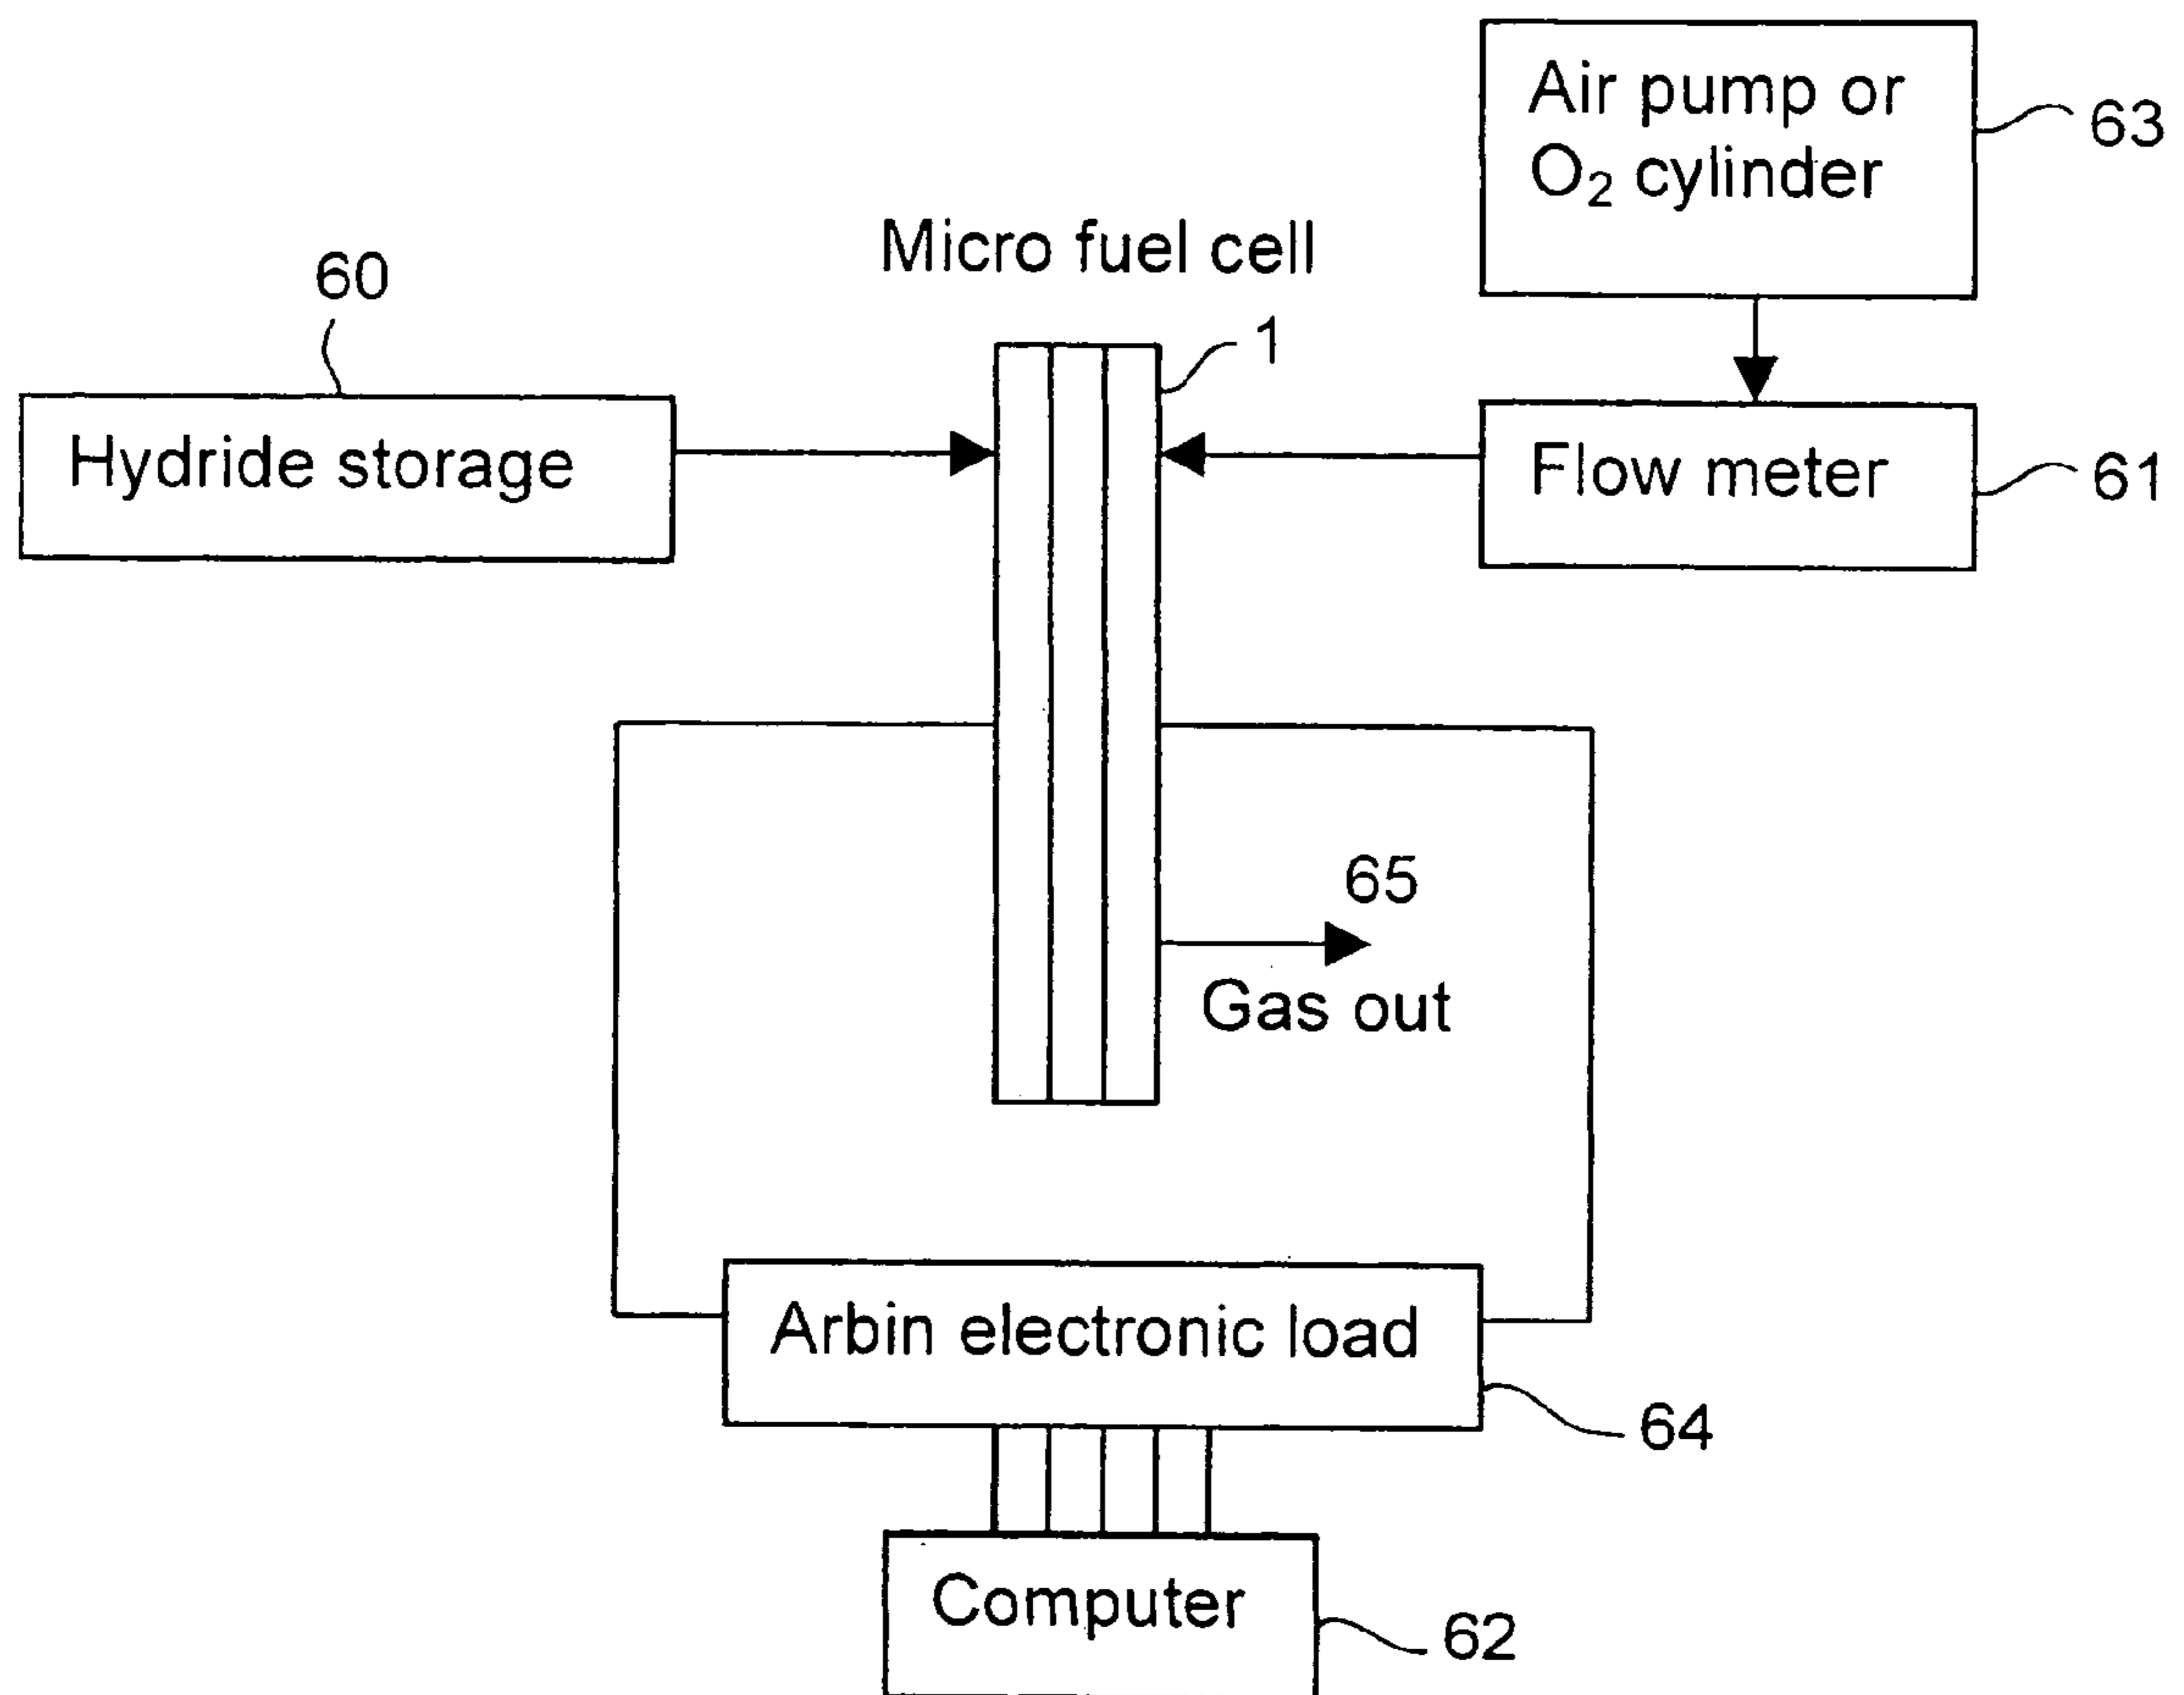 Air pump or
O₂ cylinder
63
Micro fuel cell
60
1
Hydride storage
Flow meter
61
65
Gas out
Arbin electronic load
64
Computer
62